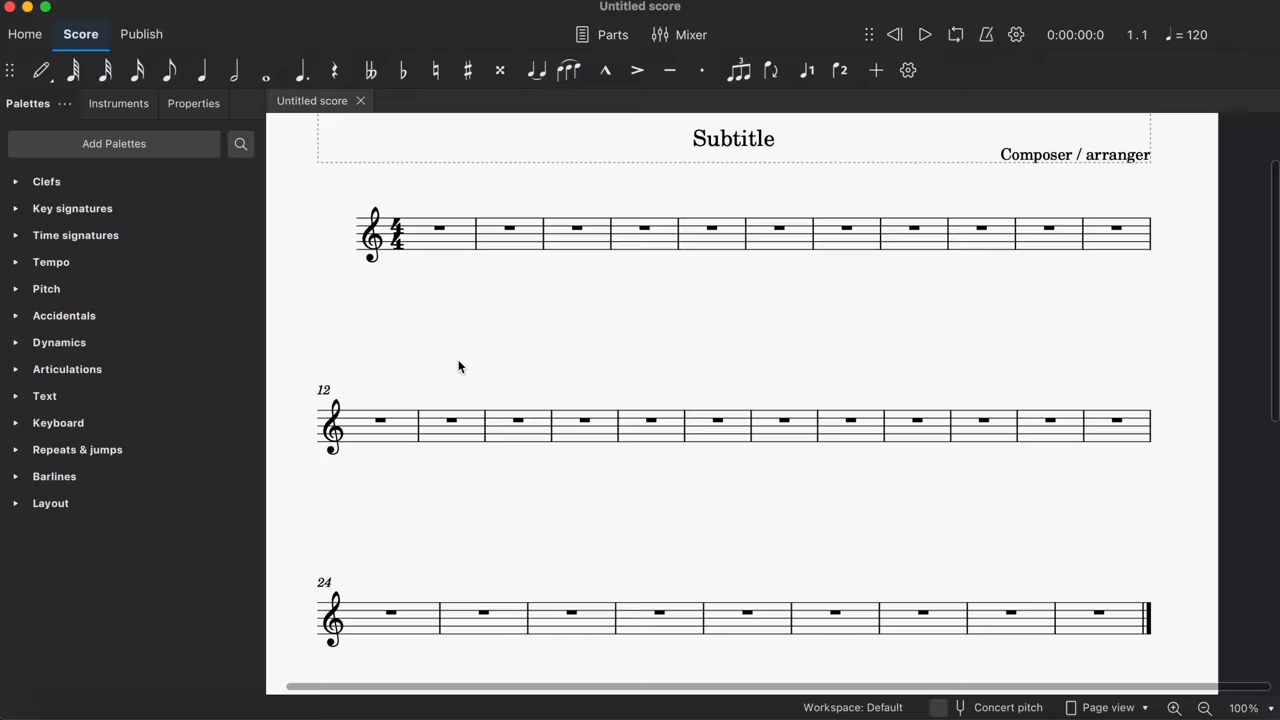 Untitled score
Home Score Publish Parts Mixer 0:00:00:0 1 . 1 = 120
Palettes Instruments Properties Untitled score
Add Palettes
Clefs
Key signatures
Time signatures
Tempo
Pitch
Accidentals
Dynamics
Articulations
Text
Keyboard
Repeats & jumps
Barlines
Layout
Subtitle
Composer / arranger
4
4
12
24
Workspace: Default Concert pitch Page view 100%